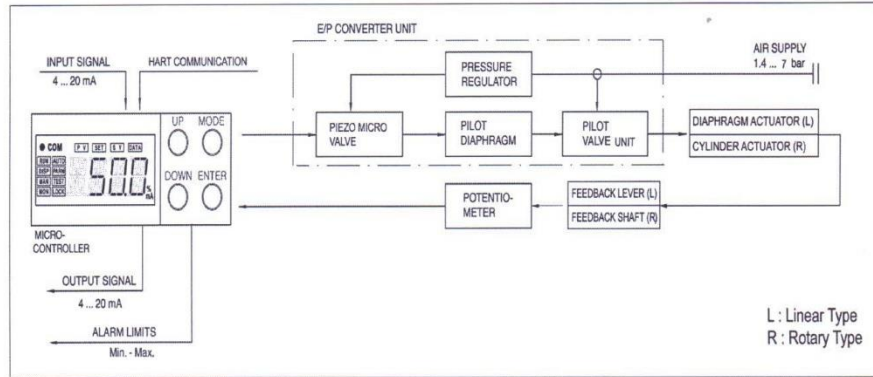 E/P CONVERTER UNIT
P
INPUT SIGNAL
4 ... 20 mA
HART COMMUNICATION
PRESSURE
REGULATOR
AIR SUPPLY
1.4 ... 7 bar
UP MODE
COM
P V SET S Y DATA
RUN AUTO
DISP PARM
MAN TEST
MON LOCK
50.0
%
mA
DOWN ENTER
PIEZO MICRO
VALVE
PILOT
DIAPHRAGM
PILOT
VALVE UNIT
DIAPHRAGM ACTUATOR (L)
CYLINDER ACTUATOR (R)
POTENTIO-
METER
FEEDBACK LEVER (L)
FEEDBACK SHAFT (R)
MICRO-
CONTROLLER
OUTPUT SIGNAL
4 ... 20 mA
ALARM LIMITS
Min. - Max.
L : Linear Type
R : Rotary Type